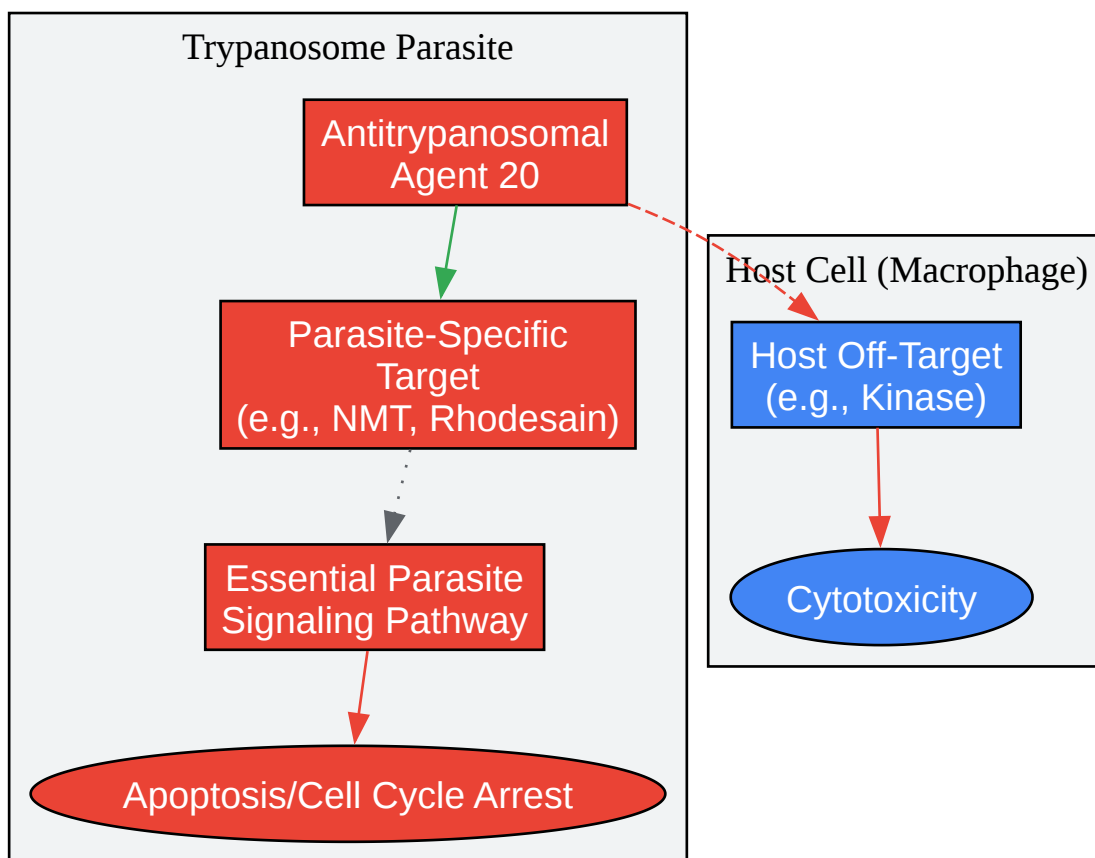 Trypanosome Parasite
Antitrypanosomal
Agent 20
Parasite-Specific
Target
(e.g., NMT, Rhodesain)
Essential Parasite
Signaling Pathway
Apoptosis/Cell Cycle Arrest
Host Cell (Macrophage)
Host Off-Target
(e.g., Kinase)
Cytotoxicity